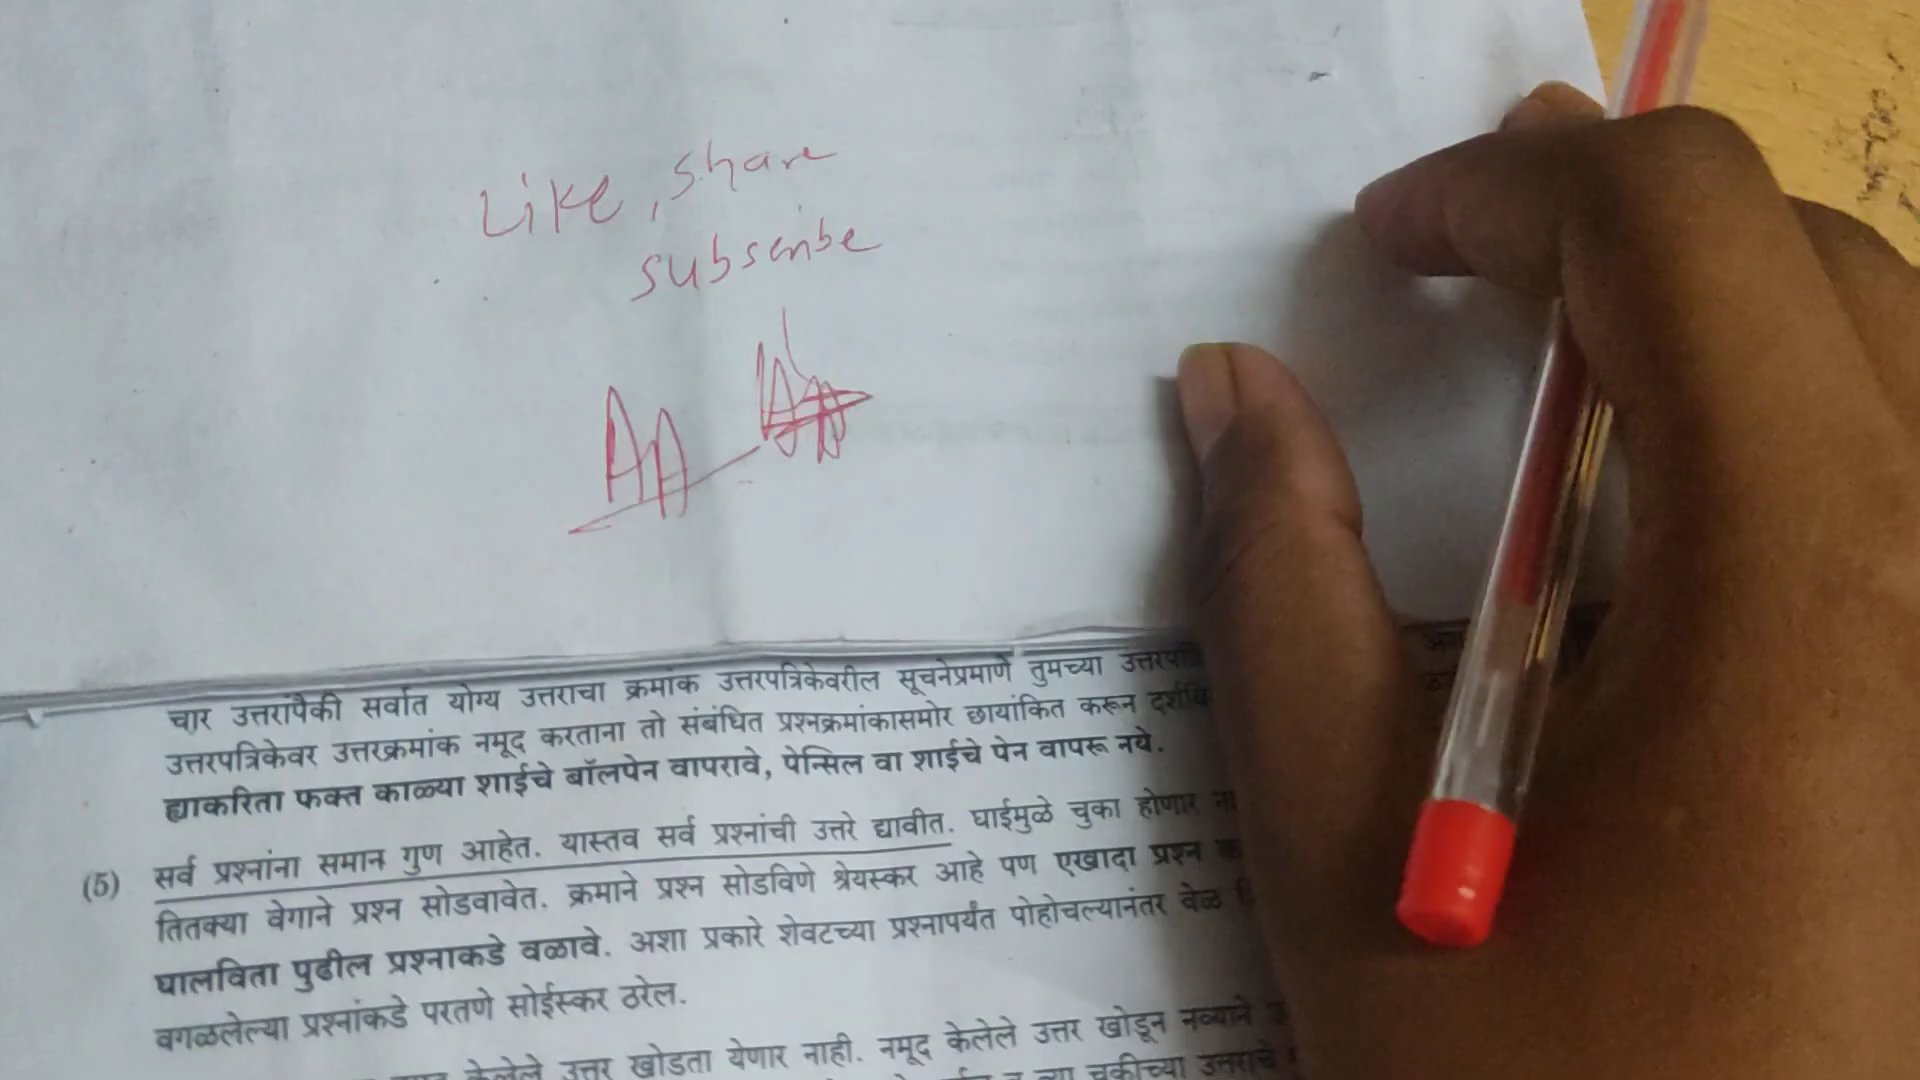 Like, share
subscribe
AA
चार उत्तरांपैकी सर्वात योग्य उत्तराचा क्रमांक उत्तरपत्रिकेवरील सूचनेप्रमाणे तुमच्या
उत्तरपत्रिकेवर उत्तरक्रमांक नमूद करताना तो संबंधित प्रश्नक्रमांकासमोर छायांकित करून
ह्याकरिता फक्त काळ्या शाईचे बॉलपेन वापरावे, पेन्सिल वा शाईचे पेन वापरू नये.
(5) सर्व प्रश्नांना समान गुण आहेत. यास्तव सर्व प्रश्नांची उत्तरे द्यावीत. घाईमुळे चुका होणार
तितक्या वेगाने प्रश्न सोडवावेत. क्रमाने प्रश्न सोडविणे श्रेयस्कर आहे पण एखादा प्रश्न
घालविता पुढील प्रश्नाकडे वळावे. अशा प्रकारे शेवटच्या प्रश्नापर्यंत पोहोचल्यानंतर वेळ
वगळलेल्या प्रश्नांकडे परतणे सोईस्कर ठरेल.
केलेले उत्तर खोडता येणार नाही. नमूद केलेले उत्तर खोडून नव्याने
चुकीच्या उत्तराचे